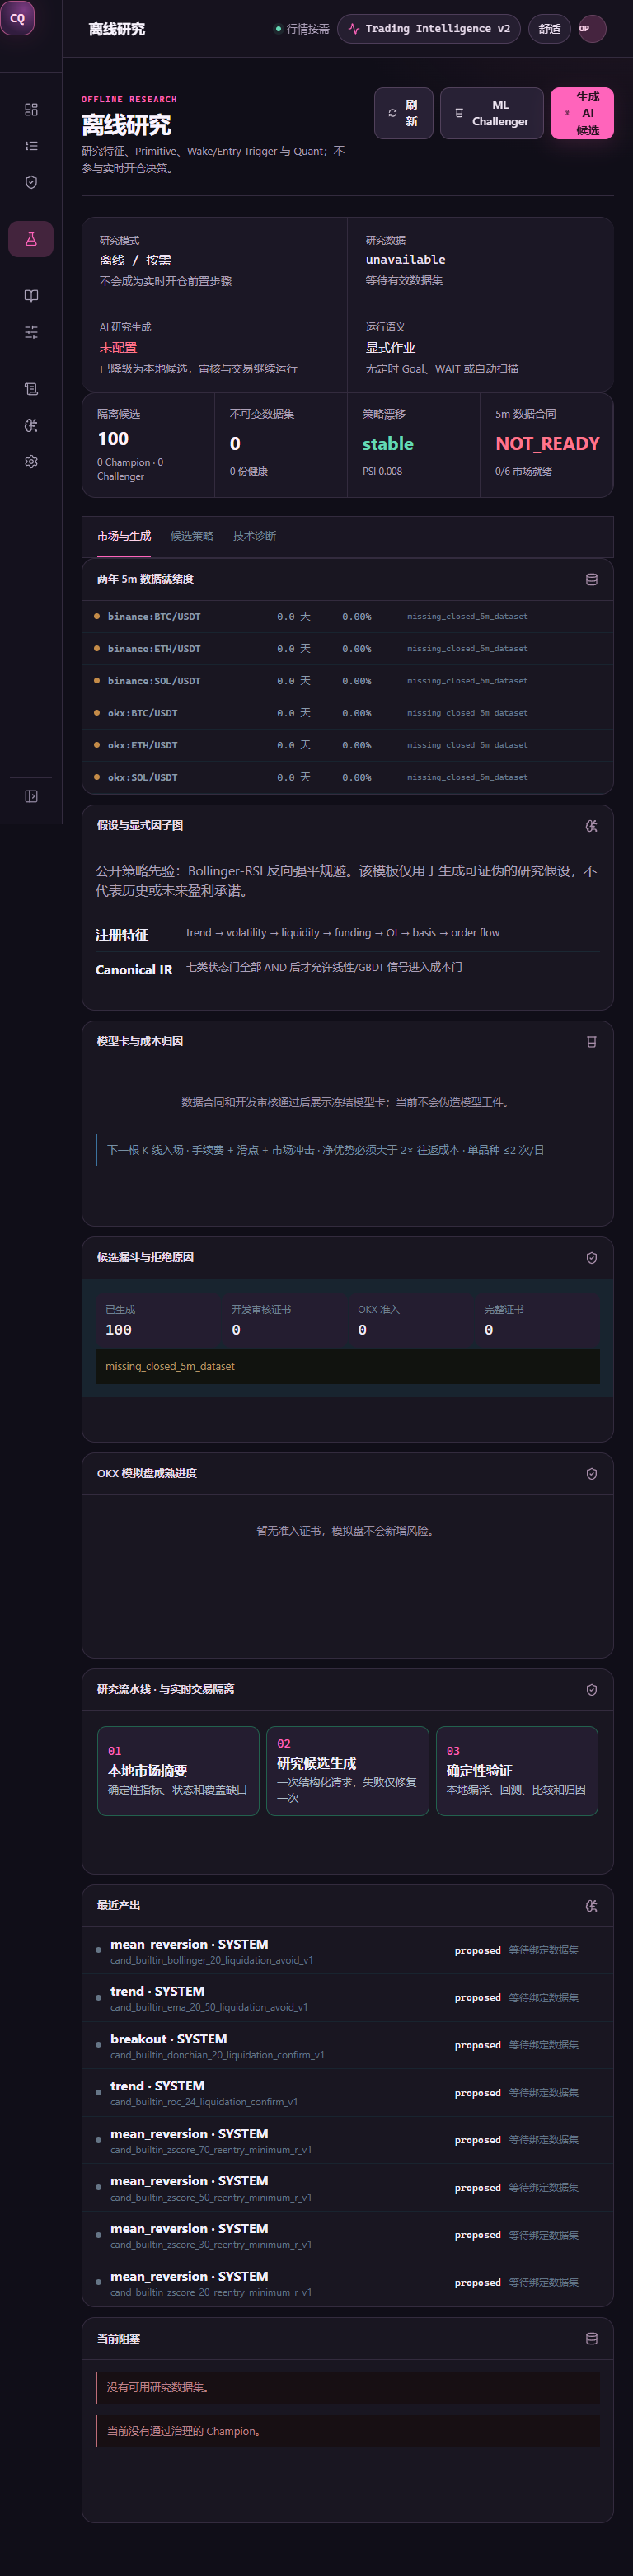 CQ
离线研究
行情按需
Trading Intelligence v2
舒适
OP
OFFLINE RESEARCH
离线研究
研究特征、Primitive、Wake/Entry Trigger 与 Quant；不
参与实时开仓决策。
刷
新
ML
Challenger
生成
AI
候选
研究模式
离线 / 按需
不会成为实时开仓前置步骤
研究数据
unavailable
等待有效数据集
AI 研究生成
未配置
已降级为本地候选，审核与交易继续运行
运行语义
显式作业
无定时 Goal、WAIT 或自动扫描
隔离候选
100
0 Champion · 0
Challenger
不可变数据集
0
0 份健康
策略漂移
stable
PSI 0.008
5m 数据合同
NOT_READY
0/6 市场就绪
市场与生成
候选策略
技术诊断
两年 5m 数据就绪度
binance:BTC/USDT 0.0 天 0.00% missing_closed_5m_dataset
binance:ETH/USDT 0.0 天 0.00% missing_closed_5m_dataset
binance:SOL/USDT 0.0 天 0.00% missing_closed_5m_dataset
okx:BTC/USDT 0.0 天 0.00% missing_closed_5m_dataset
okx:ETH/USDT 0.0 天 0.00% missing_closed_5m_dataset
okx:SOL/USDT 0.0 天 0.00% missing_closed_5m_dataset
假设与显式因子图
公开策略先验：Bollinger-RSI 反向强平规避。该模板仅用于生成可证伪的研究假设，不
代表历史或未来盈利承诺。
注册特征 trend → volatility → liquidity → funding → OI → basis → order flow
Canonical IR 七类状态门全部 AND 后才允许线性/GBDT 信号进入成本门
模型卡与成本归因
数据合同和开发审核通过后展示冻结模型卡；当前不会伪造模型工件。
下一根 K 线入场 · 手续费 + 滑点 + 市场冲击 · 净优势必须大于 2× 往返成本 · 单品种 ≤2 次/日
候选漏斗与拒绝原因
已生成
100
开发审核证书
0
OKX 准入
0
完整证书
0
missing_closed_5m_dataset
OKX 模拟盘成熟进度
暂无准入证书，模拟盘不会新增风险。
研究流水线 · 与实时交易隔离
01
本地市场摘要
确定性指标、状态和覆盖缺口
02
研究候选生成
一次结构化请求，失败仅修复
一次
03
确定性验证
本地编译、回测、比较和归因
最近产出
mean_reversion · SYSTEM
cand_builtin_bollinger_20_liquidation_avoid_v1
proposed 等待绑定数据集
trend · SYSTEM
cand_builtin_ema_20_50_liquidation_avoid_v1
proposed 等待绑定数据集
breakout · SYSTEM
cand_builtin_donchian_20_liquidation_confirm_v1
proposed 等待绑定数据集
trend · SYSTEM
cand_builtin_roc_24_liquidation_confirm_v1
proposed 等待绑定数据集
mean_reversion · SYSTEM
cand_builtin_zscore_70_reentry_minimum_r_v1
proposed 等待绑定数据集
mean_reversion · SYSTEM
cand_builtin_zscore_50_reentry_minimum_r_v1
proposed 等待绑定数据集
mean_reversion · SYSTEM
cand_builtin_zscore_30_reentry_minimum_r_v1
proposed 等待绑定数据集
mean_reversion · SYSTEM
cand_builtin_zscore_20_reentry_minimum_r_v1
proposed 等待绑定数据集
当前阻塞
没有可用研究数据集。
当前没有通过治理的 Champion。